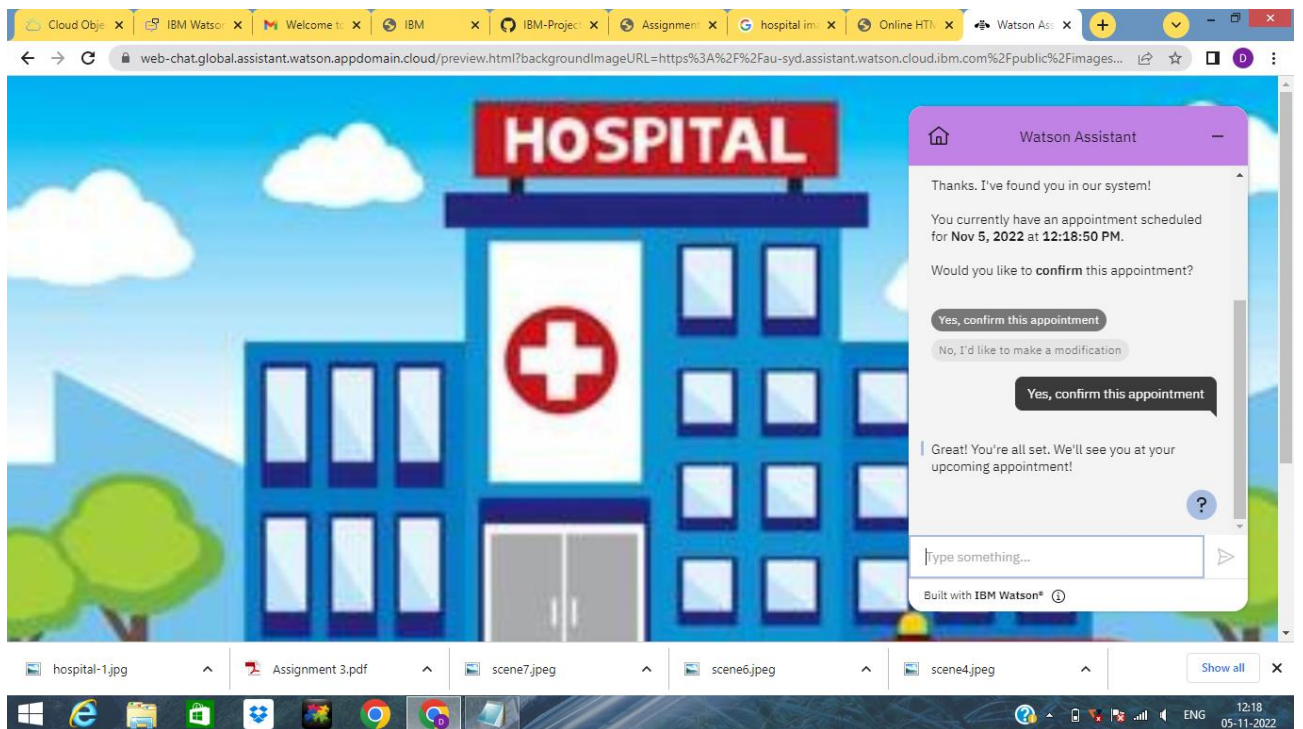 Cloud Obje
IBM Watson
Welcome to
IBM
IBM-Project
Assignment
hospital ima
Online HTM
Watson Ass
web-chat.global.assistant.watson.appdomain.cloud/preview.html?backgroundImageURL=https%3A%2F%2Fau-syd.assistant.watson.cloud.ibm.com%2Fpublic%2Fimages...
D
HOSPITAL
Watson Assistant
Thanks. I've found you in our system!
You currently have an appointment scheduled
for Nov 5, 2022 at 12:18:50 PM.
Would you like to confirm this appointment?
Yes, confirm this appointment
No, I'd like to make a modification
Yes, confirm this appointment
Great! You're all set. We'll see you at your
upcoming appointment!
?
Type something...
Built with IBM Watson®
hospital-1.jpg
Assignment 3.pdf
scene7.jpeg
scene6.jpeg
scene4.jpeg
Show all
ENG
12:18
05-11-2022